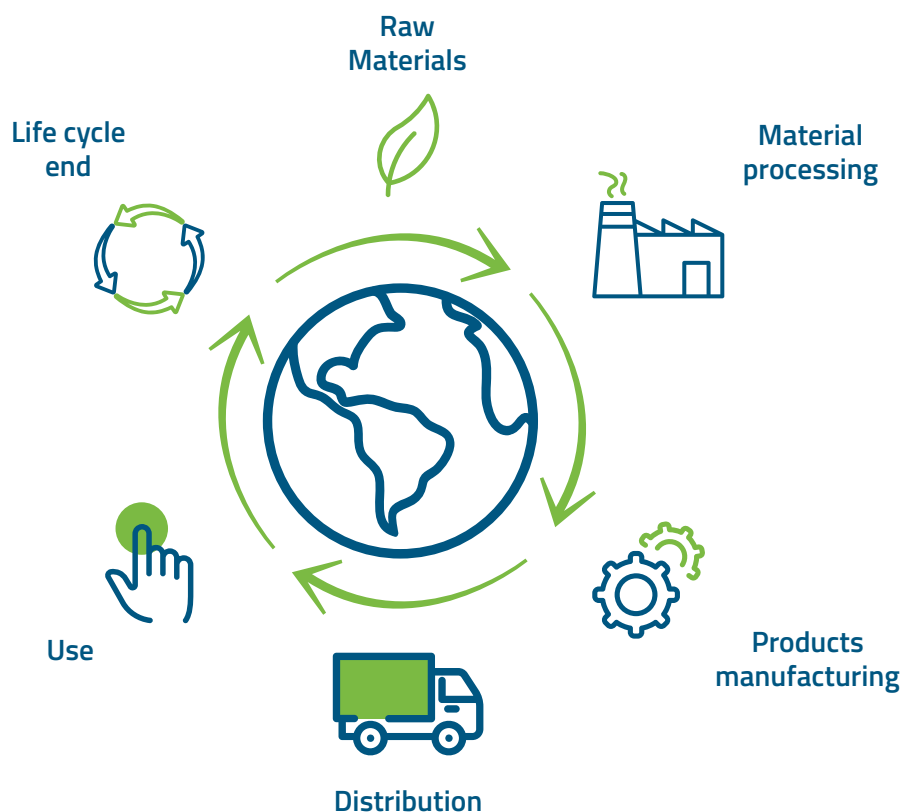 Raw
Materials
Life cycle
end
Material
processing
Use
Products
manufacturing
Distribution